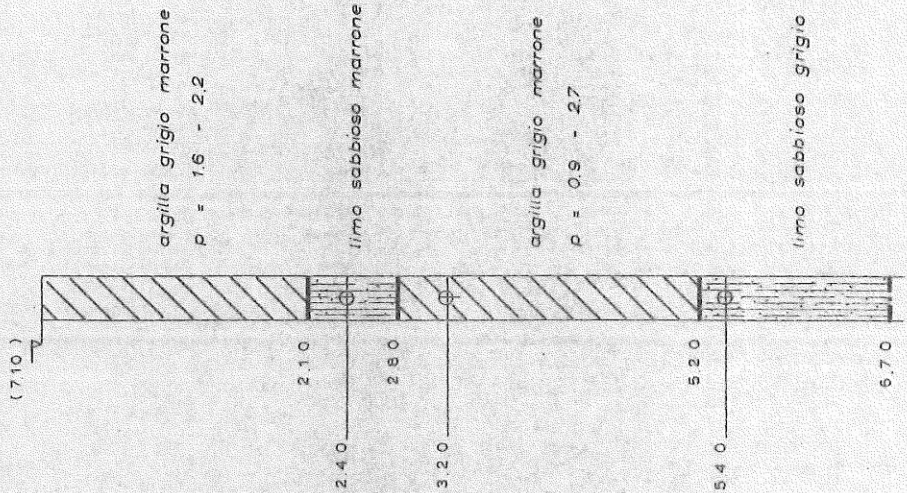 (710)
argilla grigio marrone
p = 1.6 - 2.2
2.10
2.40
limo sabbioso marrone
2.80
3.20
argilla grigio marrone
p = 0.9 - 2.7
5.20
5.40
limo sabbioso grigio
6.70